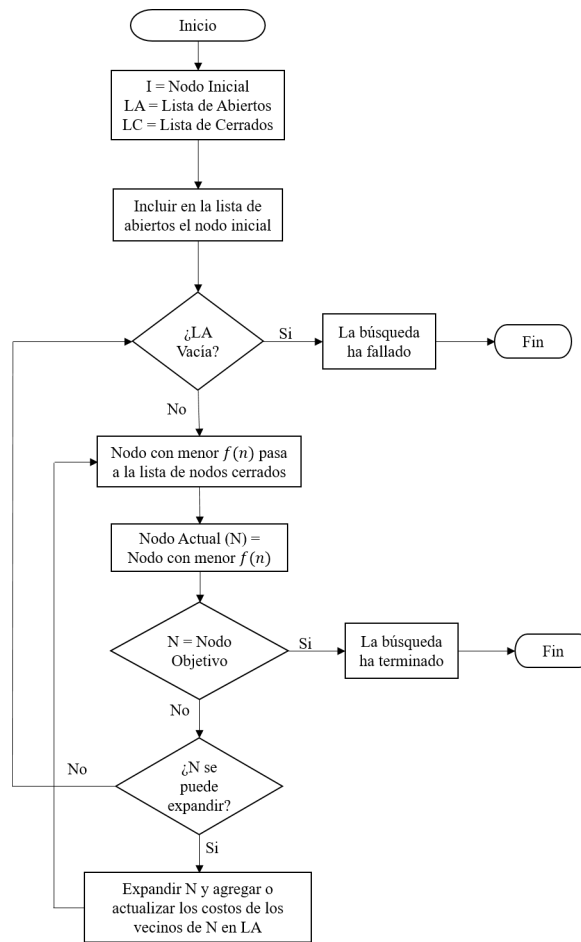 Inicio
I = Nodo Inicial
LA = Lista de Abiertos
LC = Lista de Cerrados
Incluir en la lista de
abiertos el nodo inicial
¿LA
Vacía?
Si
La búsqueda
ha fallado
Fin
No
Nodo con menor f(n) pasa
a la lista de nodos cerrados
Nodo Actual (N) =
Nodo con menor f(n)
N = Nodo
Objetivo
Si
La búsqueda
ha terminado
Fin
No
¿N se
puede
expandir?
No
Si
Expandir N y agregar o
actualizar los costos de los
vecinos de N en LA